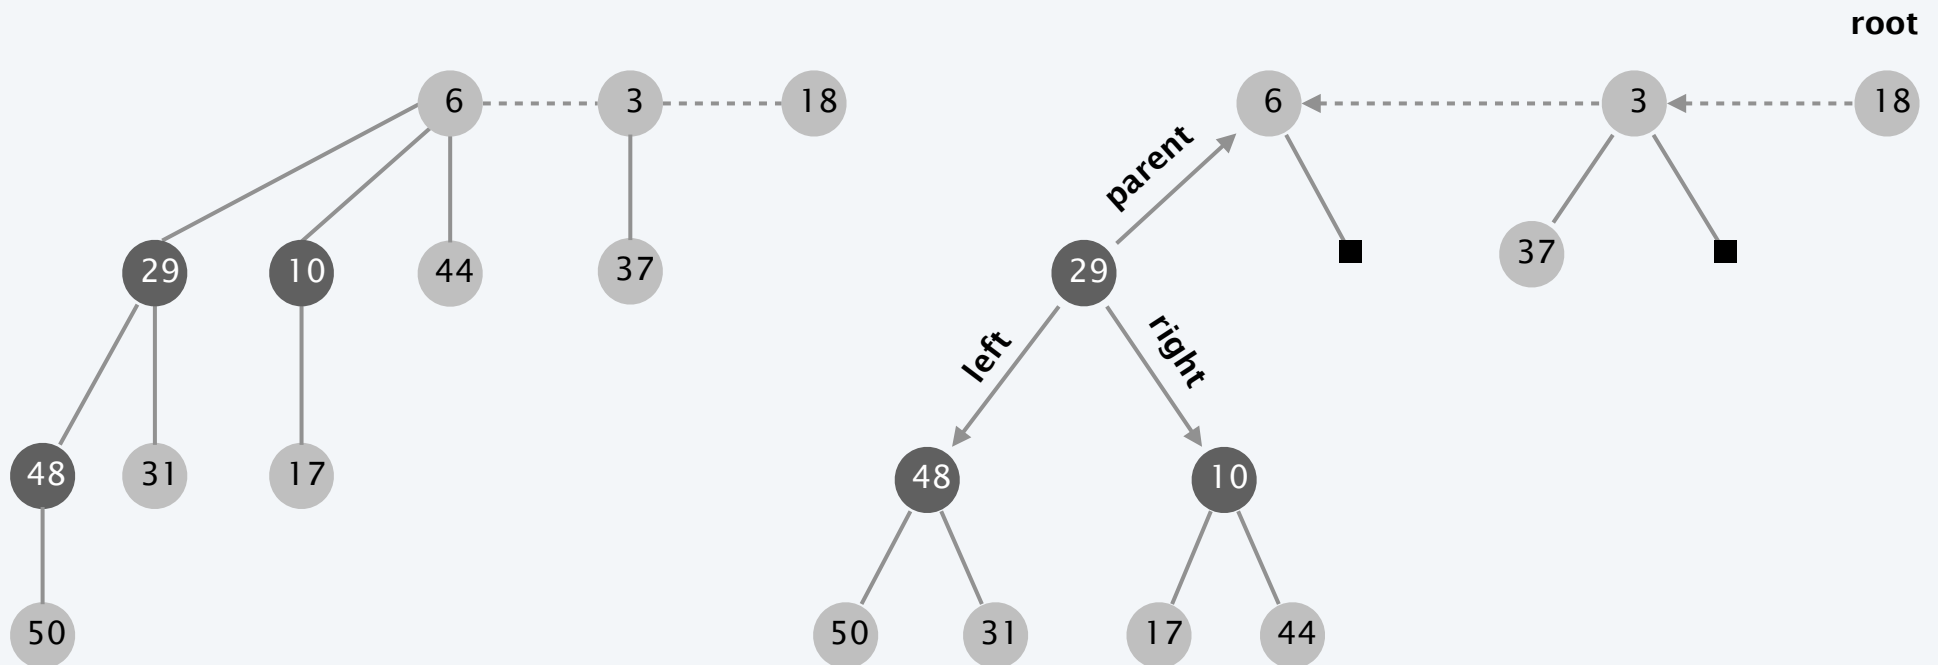 root
6 3 18 6 3 18
parent
29 10 44 37 29 37
left right
48 31 17 48 10
50 50 31 17 44